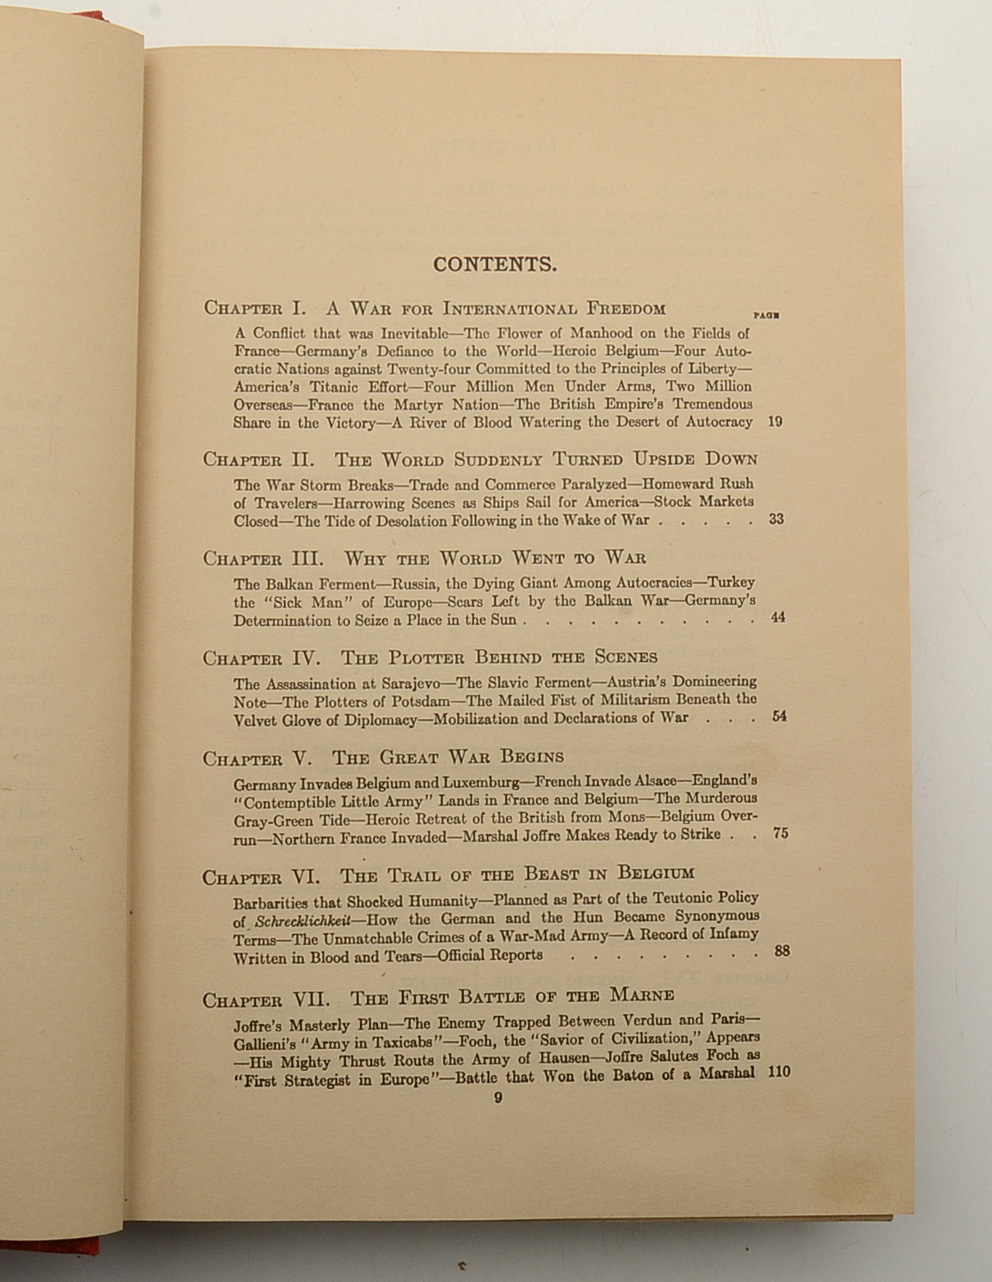 CONTENTS.
CHAPTER I. A WAR FOR INTERNATIONAL FREEDOM
PAGE
A Conflict that was Inevitable—The Flower of Manhood on the Fields of
France—Germany's Defiance to the World—Heroic Belgium—Four Auto-
cratic Nations against Twenty-four Committed to the Principles of Liberty—
America's Titanic Effort—Four Million Men Under Arms, Two Million
Overseas—France the Martyr Nation—The British Empire's Tremendous
Share in the Victory—A River of Blood Watering the Desert of Autocracy 19
CHAPTER II. THE WORLD SUDDENLY TURNED UPSIDE DOWN
The War Storm Breaks—Trade and Commerce Paralyzed—Homeward Rush
of Travelers—Harrowing Scenes as Ships Sail for America—Stock Markets
Closed—The Tide of Desolation Following in the Wake of War . . . . . 33
CHAPTER III. WHY THE WORLD WENT TO WAR
The Balkan Ferment—Russia, the Dying Giant Among Autocracies—Turkey
the "Sick Man" of Europe—Scars Left by the Balkan War—Germany's
Determination to Seize a Place in the Sun . . . . . . . . . . . 44
CHAPTER IV. THE PLOTTER BEHIND THE SCENES
The Assassination at Sarajevo—The Slavic Ferment—Austria's Domineering
Note—The Plotters of Potsdam—The Mailed Fist of Militarism Beneath the
Velvet Glove of Diplomacy—Mobilization and Declarations of War . . . 54
CHAPTER V. THE GREAT WAR BEGINS
Germany Invades Belgium and Luxemburg—French Invade Alsace—England's
"Contemptible Little Army" Lands in France and Belgium—The Murderous
Gray-Green Tide—Heroic Retreat of the British from Mons—Belgium Over-
run—Northern France Invaded—Marshal Joffre Makes Ready to Strike . . 75
CHAPTER VI. THE TRAIL OF THE BEAST IN BELGIUM
Barbarities that Shocked Humanity—Planned as Part of the Teutonic Policy
of Schrecklichkeit—How the German and the Hun Became Synonymous
Terms—The Unmatchable Crimes of a War-Mad Army—A Record of Infamy
Written in Blood and Tears—Official Reports . . . . . . . . . 88
CHAPTER VII. THE FIRST BATTLE OF THE MARNE
Joffre's Masterly Plan—The Enemy Trapped Between Verdun and Paris—
Gallieni's "Army in Taxicabs"—Foch, the "Savior of Civilization," Appears
—His Mighty Thrust Routs the Army of Hausen—Joffre Salutes Foch as
"First Strategist in Europe"—Battle that Won the Baton of a Marshal 110
9